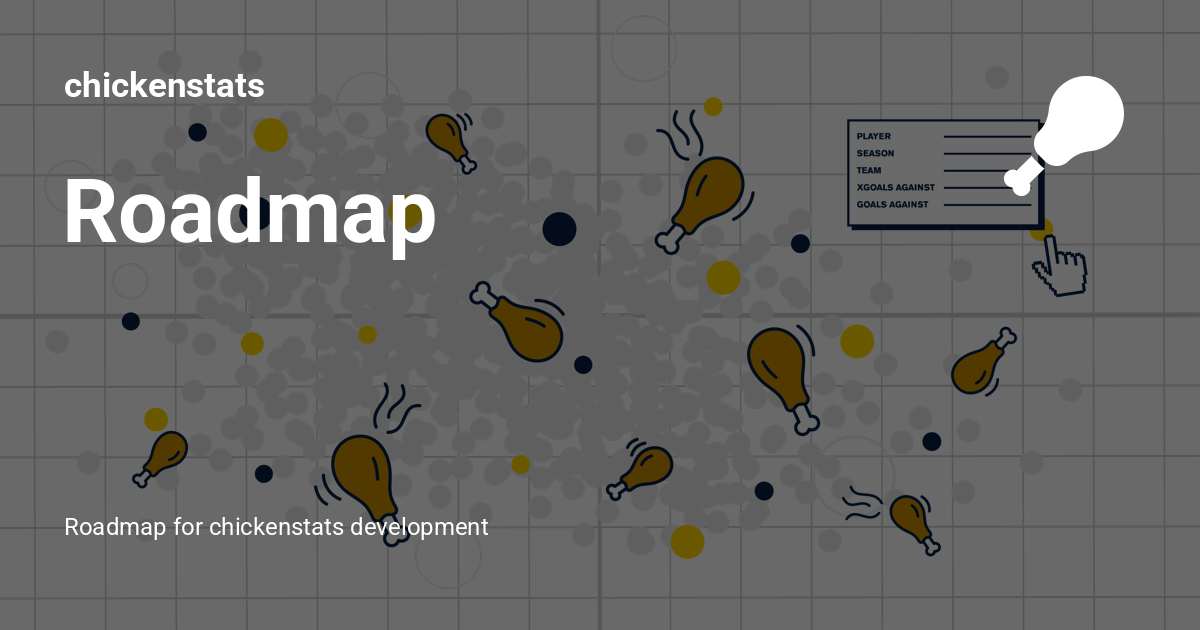 chickenstats
Roadmap
PLAYER
SEASON
TEAM
XGOALS AGAINST
GOALS AGAINST
Roadmap for chickenstats development